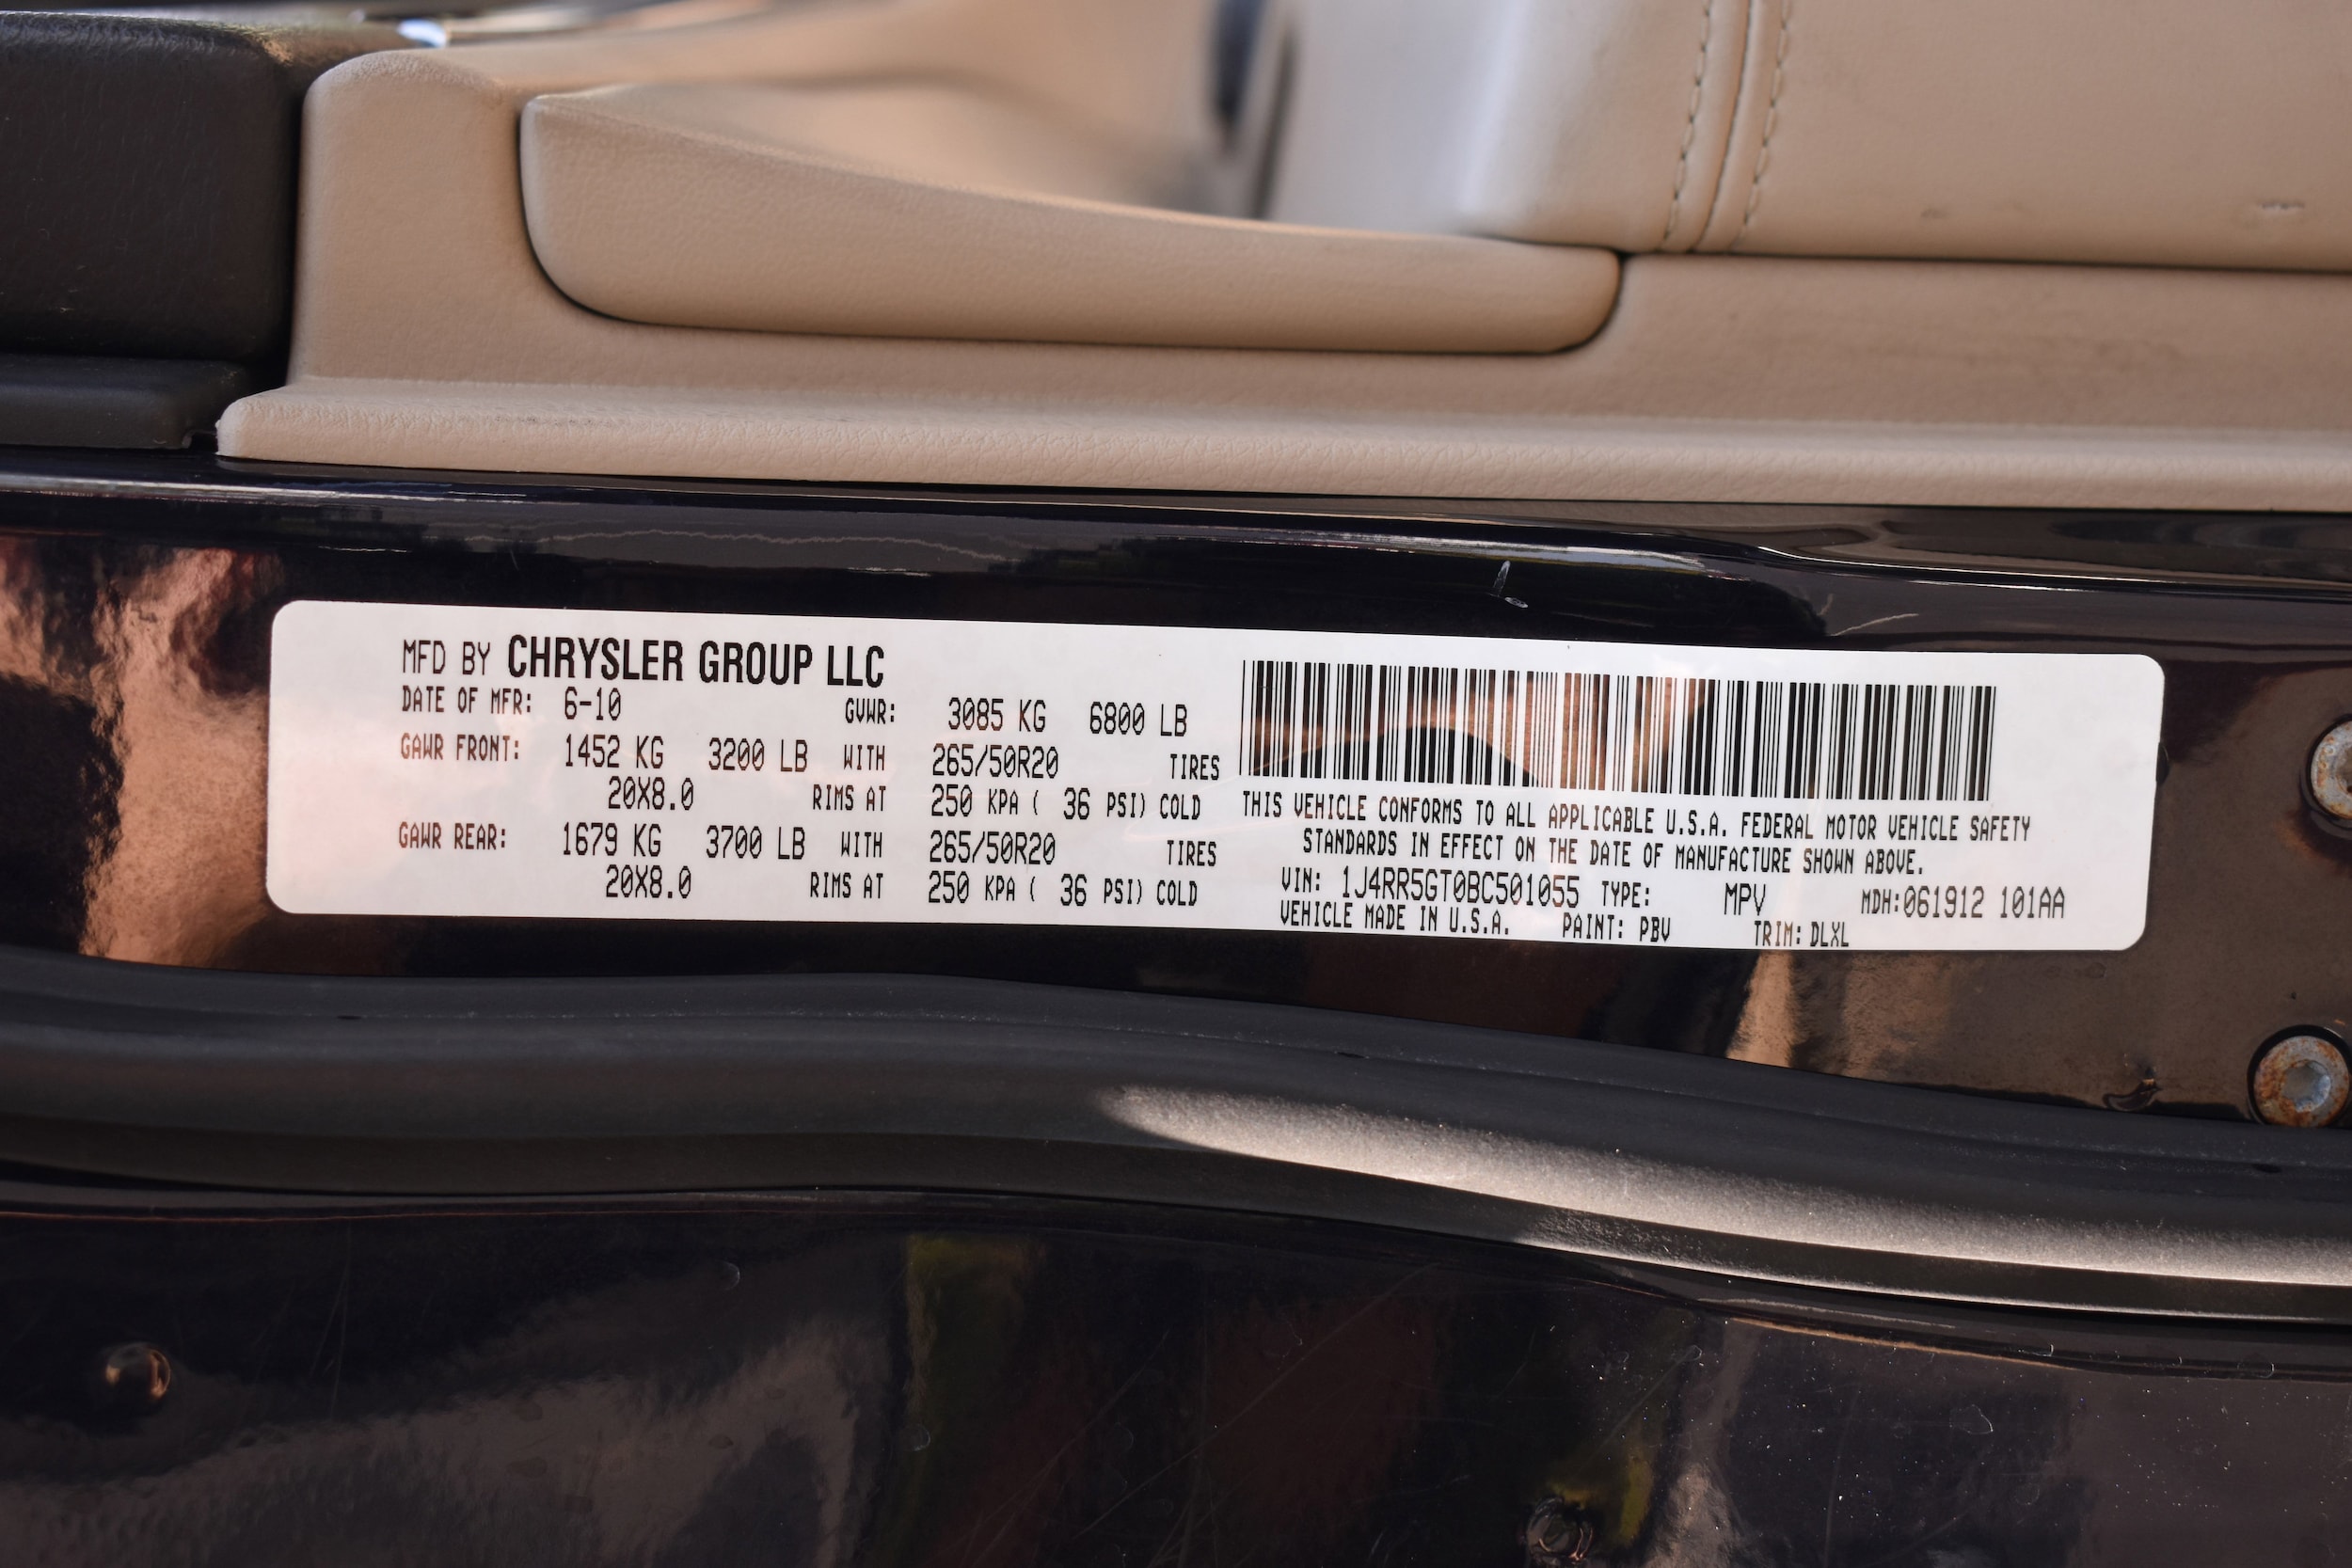 MFD BY CHRYSLER GROUP LLC
DATE OF MFR: 6-10 GVWR: 3085 KG 6800 LB
GAWR FRONT: 1452 KG 3200 LB WITH 265/50R20 TIRES
20X8.0 RIMS AT 250 KPA ( 36 PSI) COLD
GAWR REAR: 1679 KG 3700 LB WITH 265/50R20 TIRES
20X8.0 RIMS AT 250 KPA ( 36 PSI) COLD
THIS VEHICLE CONFORMS TO ALL APPLICABLE U.S.A. FEDERAL MOTOR VEHICLE SAFETY
STANDARDS IN EFFECT ON THE DATE OF MANUFACTURE SHOWN ABOVE.
VIN: 1J4RR5GT0BC501055 TYPE: MPV MDH:061912 101AA
VEHICLE MADE IN U.S.A. PAINT: PBV TRIM: DLXL